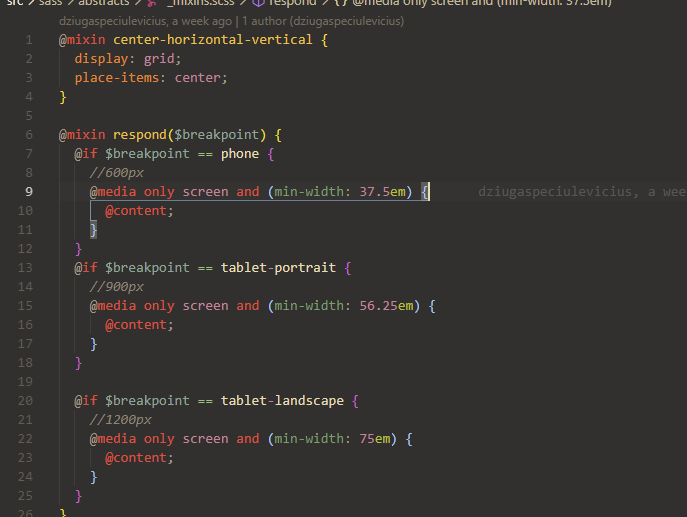 src > sass > abstracts > _mixins.scss > respond > { } @media only screen and (min-width: 37.5em)
dziugaspeciulevicius, a week ago | 1 author (dziugaspeciulevicius)
1 @mixin center-horizontal-vertical {
2 display: grid;
3 place-items: center;
4 }
5
6 @mixin respond($breakpoint) {
7 @if $breakpoint == phone {
8 //600px
9 @media only screen and (min-width: 37.5em) { dziugaspeciulevicius, a wee
10 @content;
11 }
12 }
13 @if $breakpoint == tablet-portrait {
14 //900px
15 @media only screen and (min-width: 56.25em) {
16 @content;
17 }
18 }
19
20 @if $breakpoint == tablet-landscape {
21 //1200px
22 @media only screen and (min-width: 75em) {
23 @content;
24 }
25 }
26 }